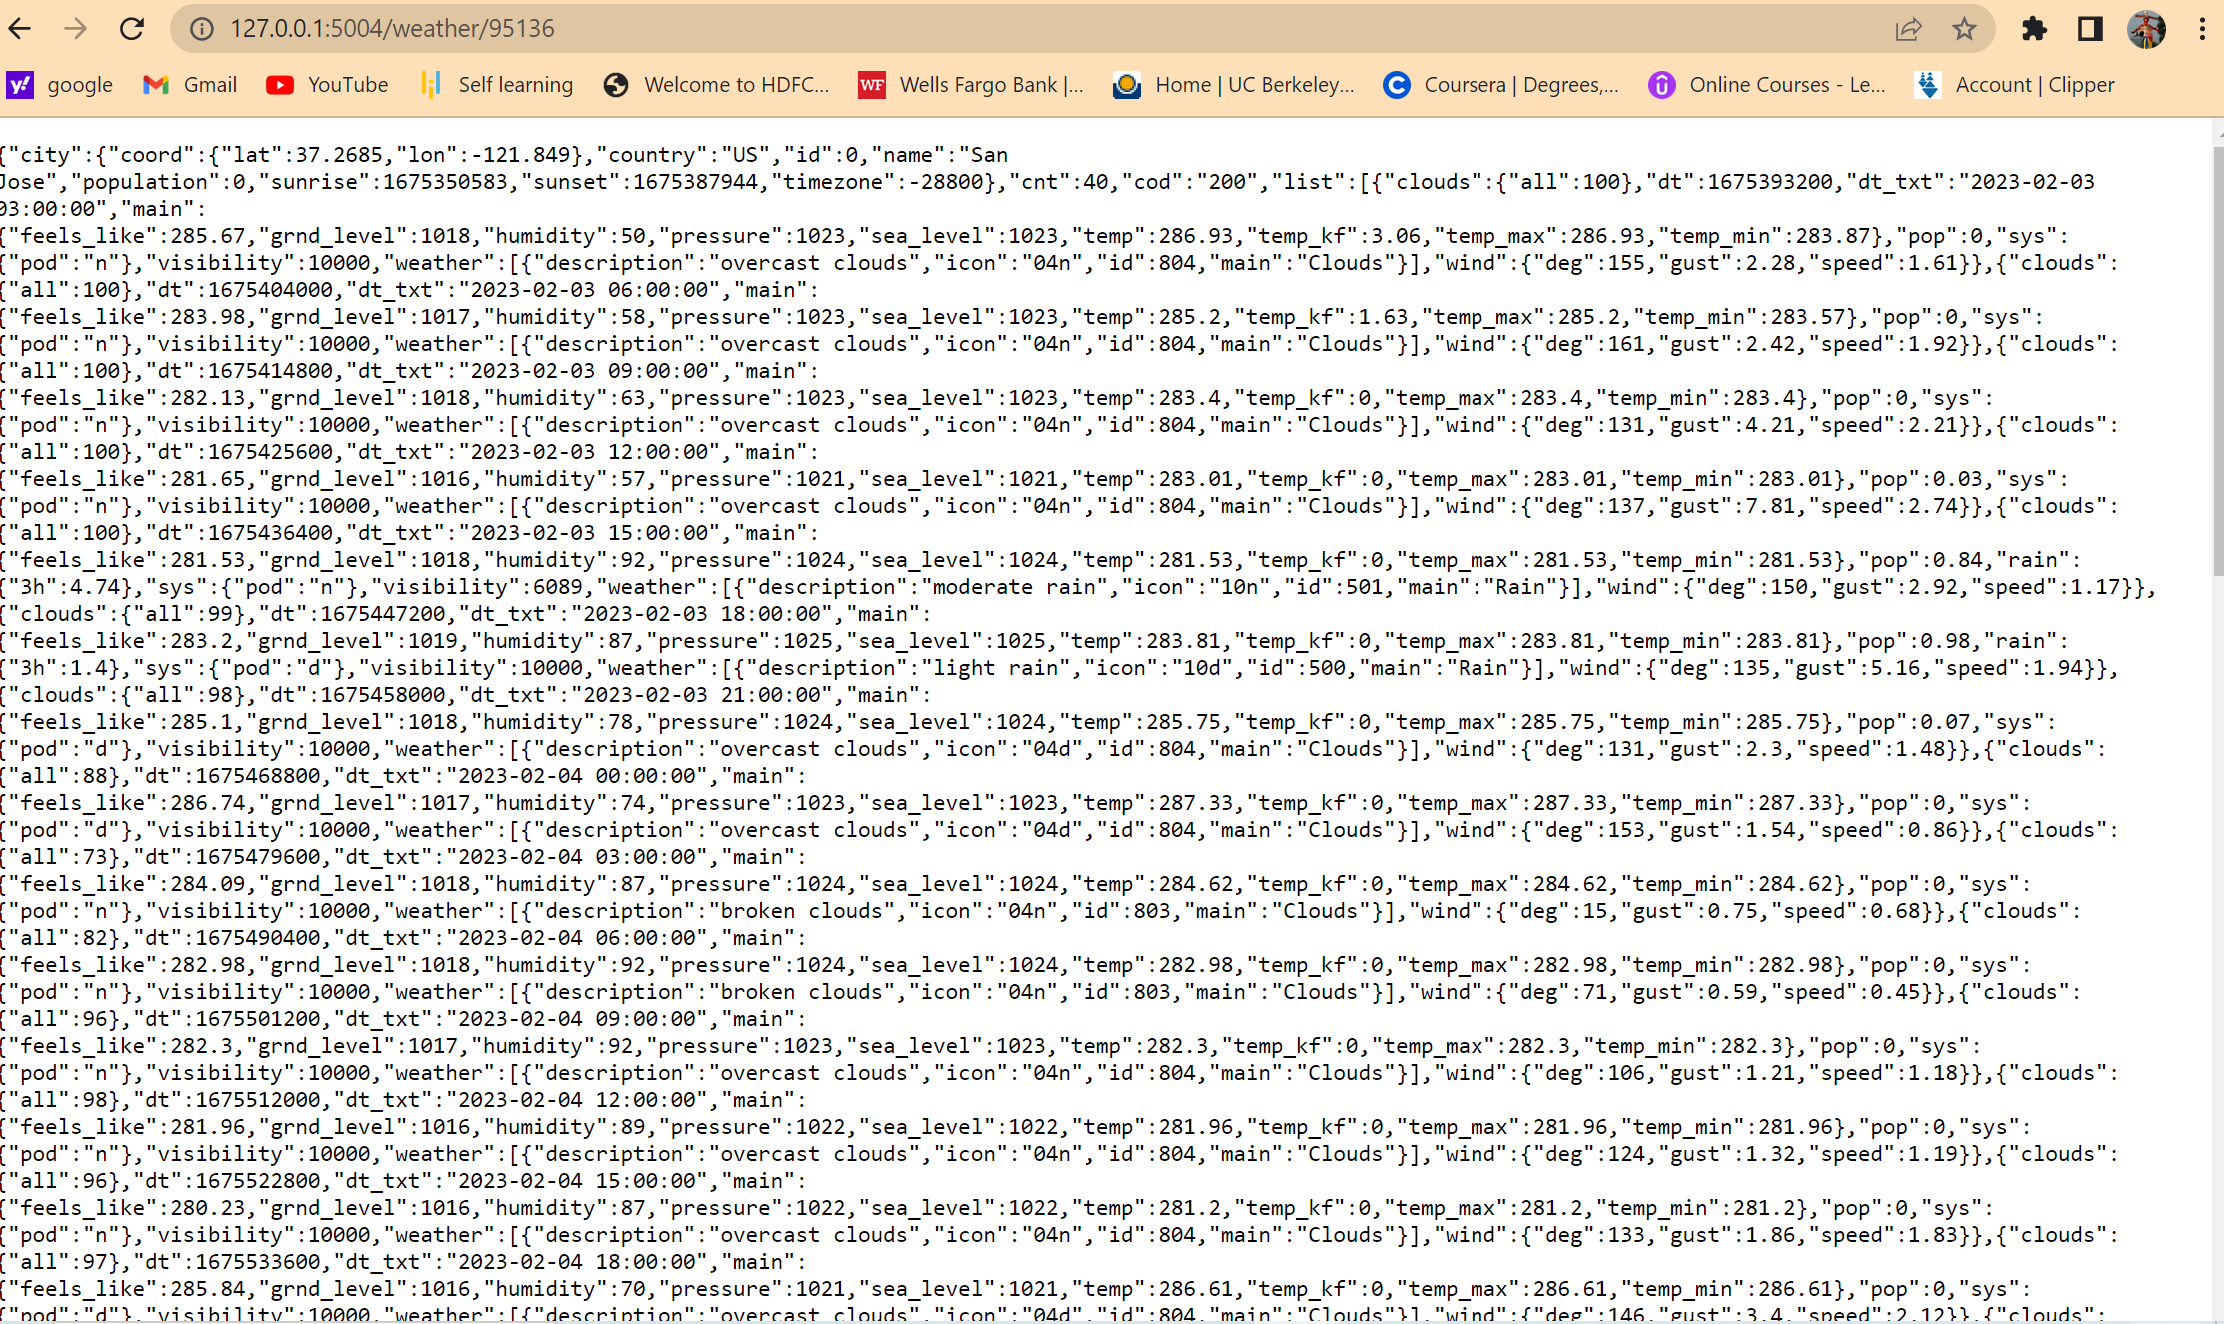 127.0.0.1:5004/weather/95136
google Gmail YouTube Self learning Welcome to HDFC... WF Wells Fargo Bank |... Home | UC Berkeley... Coursera | Degrees,... Online Courses - Le... Account | Clipper
{"city":{"coord":{"lat":37.2685,"lon":-121.849},"country":"US","id":0,"name":"San
Jose","population":0,"sunrise":1675350583,"sunset":1675387944,"timezone":-28800},"cnt":40,"cod":"200","list":[{"clouds":{"all":100},"dt":1675393200,"dt_txt":"2023-02-03
03:00:00","main":
{"feels_like":285.67,"grnd_level":1018,"humidity":50,"pressure":1023,"sea_level":1023,"temp":286.93,"temp_kf":3.06,"temp_max":286.93,"temp_min":283.87},"pop":0,"sys":
{"pod":"n"},"visibility":10000,"weather":[{"description":"overcast clouds","icon":"04n","id":804,"main":"Clouds"}],"wind":{"deg":155,"gust":2.28,"speed":1.61}},{"clouds":
{"all":100},"dt":1675404000,"dt_txt":"2023-02-03 06:00:00","main":
{"feels_like":283.98,"grnd_level":1017,"humidity":58,"pressure":1023,"sea_level":1023,"temp":285.2,"temp_kf":1.63,"temp_max":285.2,"temp_min":283.57},"pop":0,"sys":
{"pod":"n"},"visibility":10000,"weather":[{"description":"overcast clouds","icon":"04n","id":804,"main":"Clouds"}],"wind":{"deg":161,"gust":2.42,"speed":1.92}},{"clouds":
{"all":100},"dt":1675414800,"dt_txt":"2023-02-03 09:00:00","main":
{"feels_like":282.13,"grnd_level":1018,"humidity":63,"pressure":1023,"sea_level":1023,"temp":283.4,"temp_kf":0,"temp_max":283.4,"temp_min":283.4},"pop":0,"sys":
{"pod":"n"},"visibility":10000,"weather":[{"description":"overcast clouds","icon":"04n","id":804,"main":"Clouds"}],"wind":{"deg":131,"gust":4.21,"speed":2.21}},{"clouds":
{"all":100},"dt":1675425600,"dt_txt":"2023-02-03 12:00:00","main":
{"feels_like":281.65,"grnd_level":1016,"humidity":57,"pressure":1021,"sea_level":1021,"temp":283.01,"temp_kf":0,"temp_max":283.01,"temp_min":283.01},"pop":0.03,"sys":
{"pod":"n"},"visibility":10000,"weather":[{"description":"overcast clouds","icon":"04n","id":804,"main":"Clouds"}],"wind":{"deg":137,"gust":7.81,"speed":2.74}},{"clouds":
{"all":100},"dt":1675436400,"dt_txt":"2023-02-03 15:00:00","main":
{"feels_like":281.53,"grnd_level":1018,"humidity":92,"pressure":1024,"sea_level":1024,"temp":281.53,"temp_kf":0,"temp_max":281.53,"temp_min":281.53},"pop":0.84,"rain":
{"3h":4.74},"sys":{"pod":"n"},"visibility":6089,"weather":[{"description":"moderate rain","icon":"10n","id":501,"main":"Rain"}],"wind":{"deg":150,"gust":2.92,"speed":1.17}},
{"clouds":{"all":99},"dt":1675447200,"dt_txt":"2023-02-03 18:00:00","main":
{"feels_like":283.2,"grnd_level":1019,"humidity":87,"pressure":1025,"sea_level":1025,"temp":283.81,"temp_kf":0,"temp_max":283.81,"temp_min":283.81},"pop":0.98,"rain":
{"3h":1.4},"sys":{"pod":"d"},"visibility":10000,"weather":[{"description":"light rain","icon":"10d","id":500,"main":"Rain"}],"wind":{"deg":135,"gust":5.16,"speed":1.94}},
{"clouds":{"all":98},"dt":1675458000,"dt_txt":"2023-02-03 21:00:00","main":
{"feels_like":285.1,"grnd_level":1018,"humidity":78,"pressure":1024,"sea_level":1024,"temp":285.75,"temp_kf":0,"temp_max":285.75,"temp_min":285.75},"pop":0.07,"sys":
{"pod":"d"},"visibility":10000,"weather":[{"description":"overcast clouds","icon":"04d","id":804,"main":"Clouds"}],"wind":{"deg":131,"gust":2.3,"speed":1.48}},{"clouds":
{"all":88},"dt":1675468800,"dt_txt":"2023-02-04 00:00:00","main":
{"feels_like":286.74,"grnd_level":1017,"humidity":74,"pressure":1023,"sea_level":1023,"temp":287.33,"temp_kf":0,"temp_max":287.33,"temp_min":287.33},"pop":0,"sys":
{"pod":"d"},"visibility":10000,"weather":[{"description":"overcast clouds","icon":"04d","id":804,"main":"Clouds"}],"wind":{"deg":153,"gust":1.54,"speed":0.86}},{"clouds":
{"all":73},"dt":1675479600,"dt_txt":"2023-02-04 03:00:00","main":
{"feels_like":284.09,"grnd_level":1018,"humidity":87,"pressure":1024,"sea_level":1024,"temp":284.62,"temp_kf":0,"temp_max":284.62,"temp_min":284.62},"pop":0,"sys":
{"pod":"n"},"visibility":10000,"weather":[{"description":"broken clouds","icon":"04n","id":803,"main":"Clouds"}],"wind":{"deg":15,"gust":0.75,"speed":0.68}},{"clouds":
{"all":82},"dt":1675490400,"dt_txt":"2023-02-04 06:00:00","main":
{"feels_like":282.98,"grnd_level":1018,"humidity":92,"pressure":1024,"sea_level":1024,"temp":282.98,"temp_kf":0,"temp_max":282.98,"temp_min":282.98},"pop":0,"sys":
{"pod":"n"},"visibility":10000,"weather":[{"description":"broken clouds","icon":"04n","id":803,"main":"Clouds"}],"wind":{"deg":71,"gust":0.59,"speed":0.45}},{"clouds":
{"all":96},"dt":1675501200,"dt_txt":"2023-02-04 09:00:00","main":
{"feels_like":282.3,"grnd_level":1017,"humidity":92,"pressure":1023,"sea_level":1023,"temp":282.3,"temp_kf":0,"temp_max":282.3,"temp_min":282.3},"pop":0,"sys":
{"pod":"n"},"visibility":10000,"weather":[{"description":"overcast clouds","icon":"04n","id":804,"main":"Clouds"}],"wind":{"deg":106,"gust":1.21,"speed":1.18}},{"clouds":
{"all":98},"dt":1675512000,"dt_txt":"2023-02-04 12:00:00","main":
{"feels_like":281.96,"grnd_level":1016,"humidity":89,"pressure":1022,"sea_level":1022,"temp":281.96,"temp_kf":0,"temp_max":281.96,"temp_min":281.96},"pop":0,"sys":
{"pod":"n"},"visibility":10000,"weather":[{"description":"overcast clouds","icon":"04n","id":804,"main":"Clouds"}],"wind":{"deg":124,"gust":1.32,"speed":1.19}},{"clouds":
{"all":96},"dt":1675522800,"dt_txt":"2023-02-04 15:00:00","main":
{"feels_like":280.23,"grnd_level":1016,"humidity":87,"pressure":1022,"sea_level":1022,"temp":281.2,"temp_kf":0,"temp_max":281.2,"temp_min":281.2},"pop":0,"sys":
{"pod":"n"},"visibility":10000,"weather":[{"description":"overcast clouds","icon":"04n","id":804,"main":"Clouds"}],"wind":{"deg":133,"gust":1.86,"speed":1.83}},{"clouds":
{"all":97},"dt":1675533600,"dt_txt":"2023-02-04 18:00:00","main":
{"feels_like":285.84,"grnd_level":1016,"humidity":70,"pressure":1021,"sea_level":1021,"temp":286.61,"temp_kf":0,"temp_max":286.61,"temp_min":286.61},"pop":0,"sys":
{"pod":"d"},"visibility":10000,"weather":[{"description":"overcast clouds","icon":"04d","id":804,"main":"Clouds"}],"wind":{"deg":146,"gust":3.4,"speed":2.12}},{"clouds":